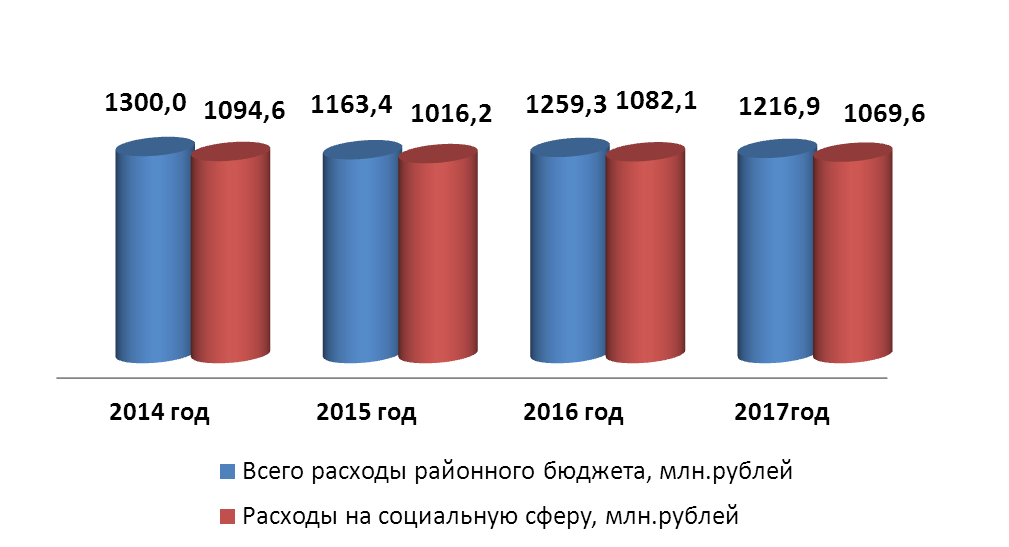 1300,0 1094,6 1163,4 1016,2 1259,3 1082,1 1216,9 1069,6
2014 год 2015 год 2016 год 2017год
Всего расходы районного бюджета, млн.рублей
Расходы на социальную сферу, млн.рублей